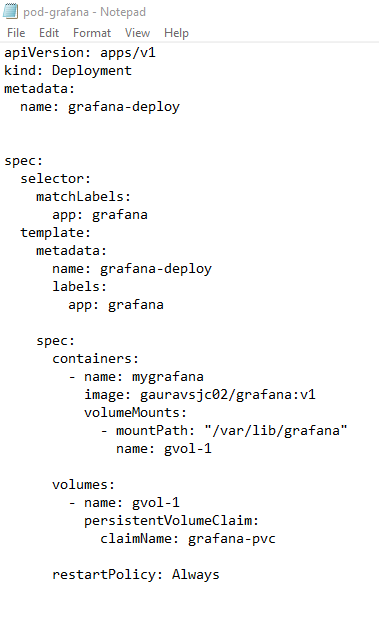 pod-grafana - Notepad
File Edit Format View Help
apiVersion: apps/v1
kind: Deployment
metadata:
  name: grafana-deploy
spec:
  selector:
    matchLabels:
      app: grafana
  template:
    metadata:
      name: grafana-deploy
      labels:
        app: grafana
    spec:
      containers:
        - name: mygrafana
          image: gauravsjc02/grafana:v1
          volumeMounts:
            - mountPath: "/var/lib/grafana"
              name: gvol-1
      volumes:
        - name: gvol-1
          persistentVolumeClaim:
            claimName: grafana-pvc
      restartPolicy: Always